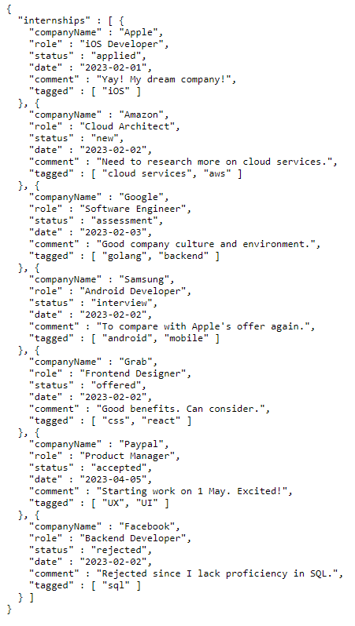 {
  "internships" : [ {
    "companyName" : "Apple",
    "role" : "iOS Developer",
    "status" : "applied",
    "date" : "2023-02-01",
    "comment" : "Yay! My dream company!",
    "tagged" : [ "iOS" ]
  }, {
    "companyName" : "Amazon",
    "role" : "Cloud Architect",
    "status" : "new",
    "date" : "2023-02-02",
    "comment" : "Need to research more on cloud services.",
    "tagged" : [ "cloud services", "aws" ]
  }, {
    "companyName" : "Google",
    "role" : "Software Engineer",
    "status" : "assessment",
    "date" : "2023-02-03",
    "comment" : "Good company culture and environment.",
    "tagged" : [ "golang", "backend" ]
  }, {
    "companyName" : "Samsung",
    "role" : "Android Developer",
    "status" : "interview",
    "date" : "2023-02-02",
    "comment" : "To compare with Apple's offer again.",
    "tagged" : [ "android", "mobile" ]
  }, {
    "companyName" : "Grab",
    "role" : "Frontend Designer",
    "status" : "offered",
    "date" : "2023-02-02",
    "comment" : "Good benefits. Can consider.",
    "tagged" : [ "css", "react" ]
  }, {
    "companyName" : "Paypal",
    "role" : "Product Manager",
    "status" : "accepted",
    "date" : "2023-04-05",
    "comment" : "Starting work on 1 May. Excited!",
    "tagged" : [ "UX", "UI" ]
  }, {
    "companyName" : "Facebook",
    "role" : "Backend Developer",
    "status" : "rejected",
    "date" : "2023-02-02",
    "comment" : "Rejected since I lack proficiency in SQL.",
    "tagged" : [ "sql" ]
  } ]
}